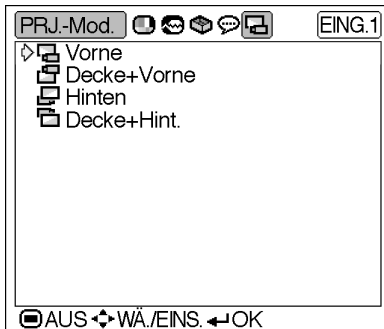 PRJ.-Mod. EING.1
Vorne
Decke+Vorne
Hinten
Decke+Hint.
AUS WÄ./EINS. OK